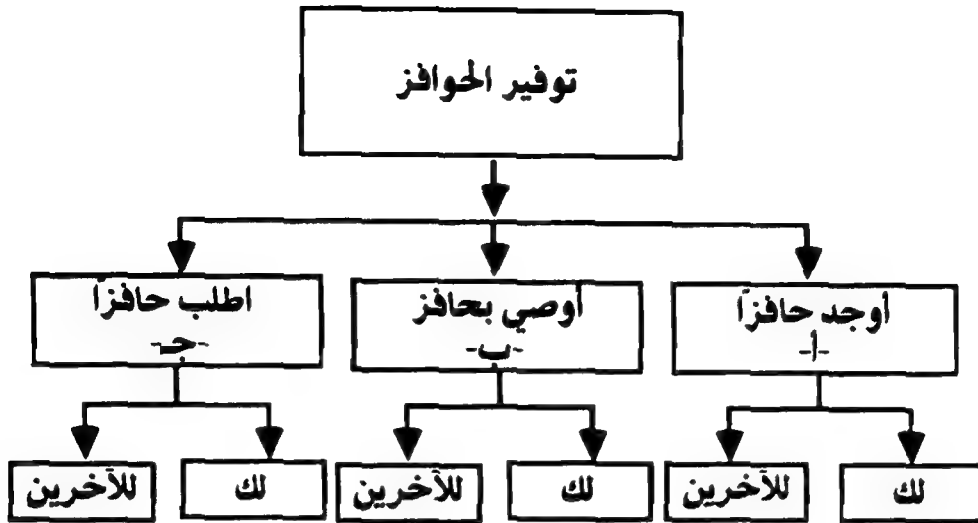 توفير الحوافز
أوجد حافزاً
-أ-
أوصي بحافز
-ب-
اطلب حافزاً
-جـ-
لك
للآخرين
لك
للآخرين
لك
للآخرين